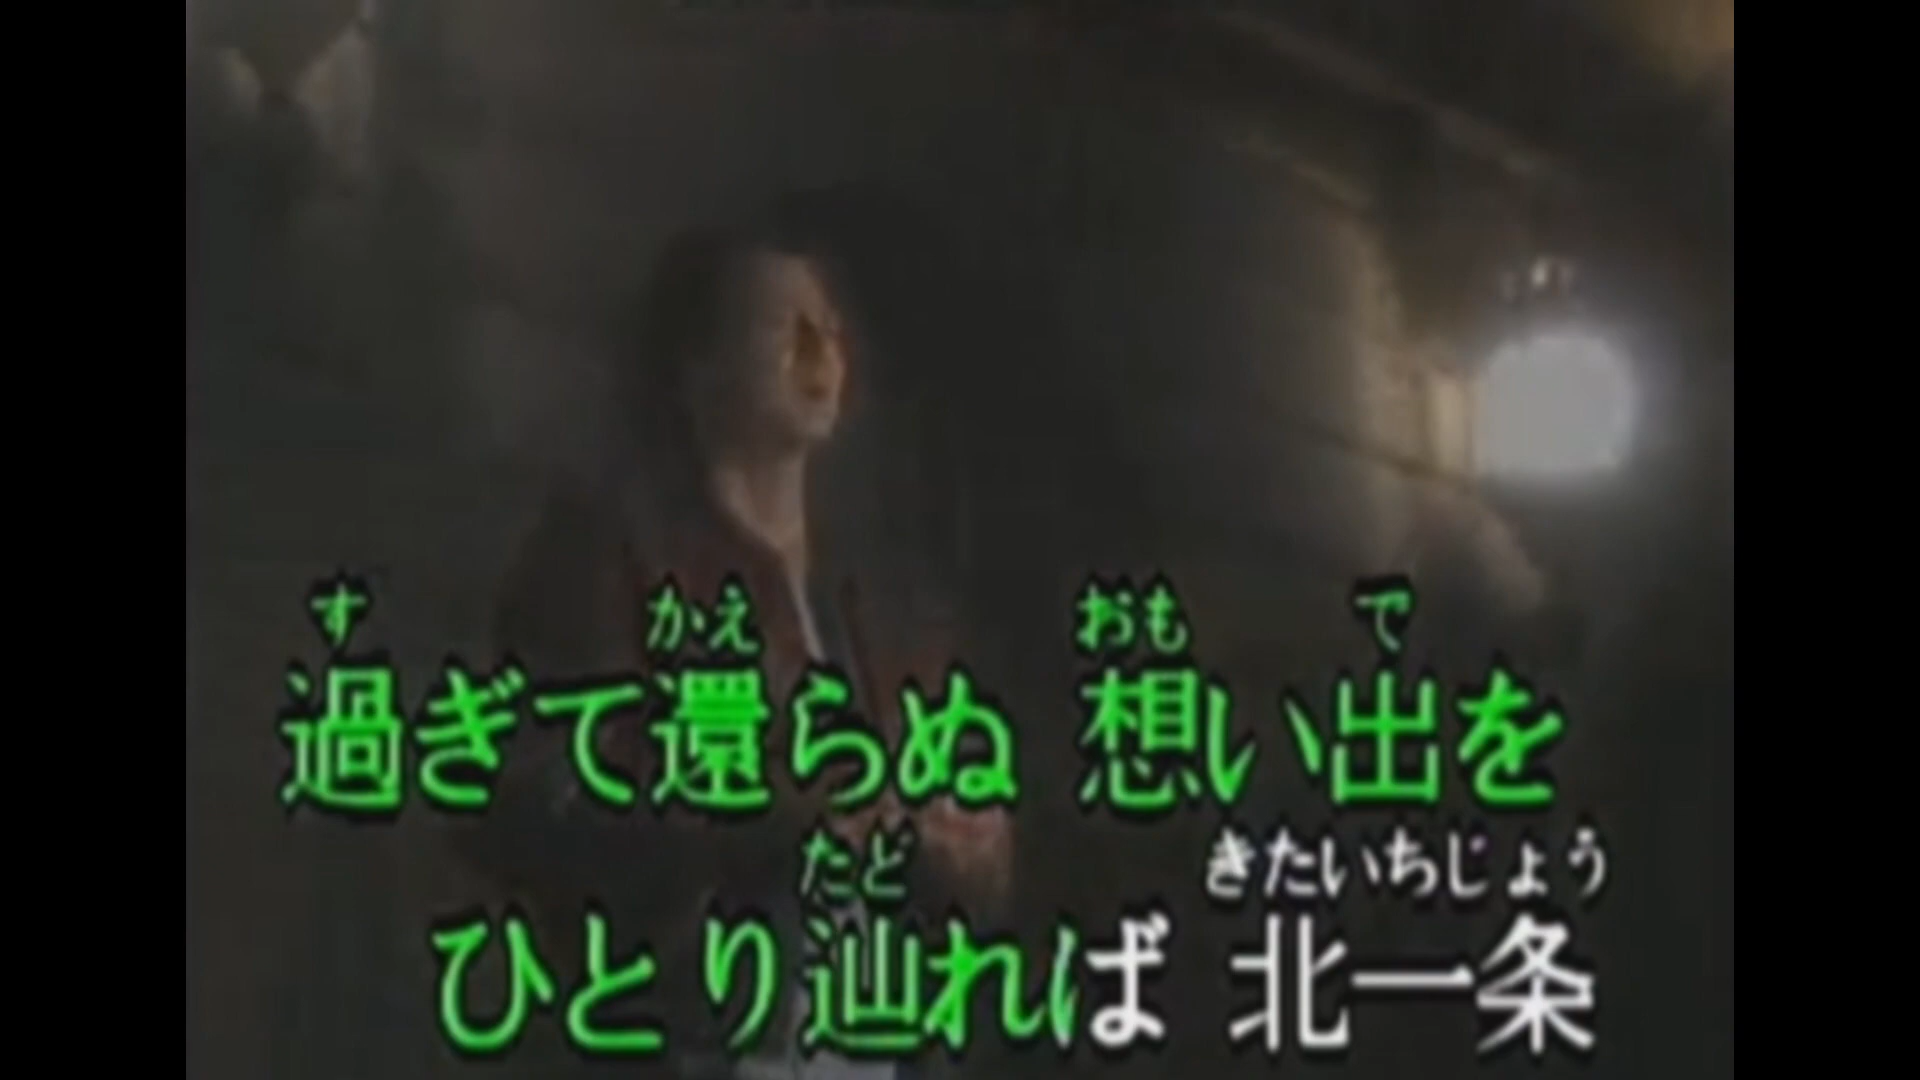 す かえ おも で
過ぎて還らぬ 想い出を
たど きたいちじょう
ひとり辿れば 北一条